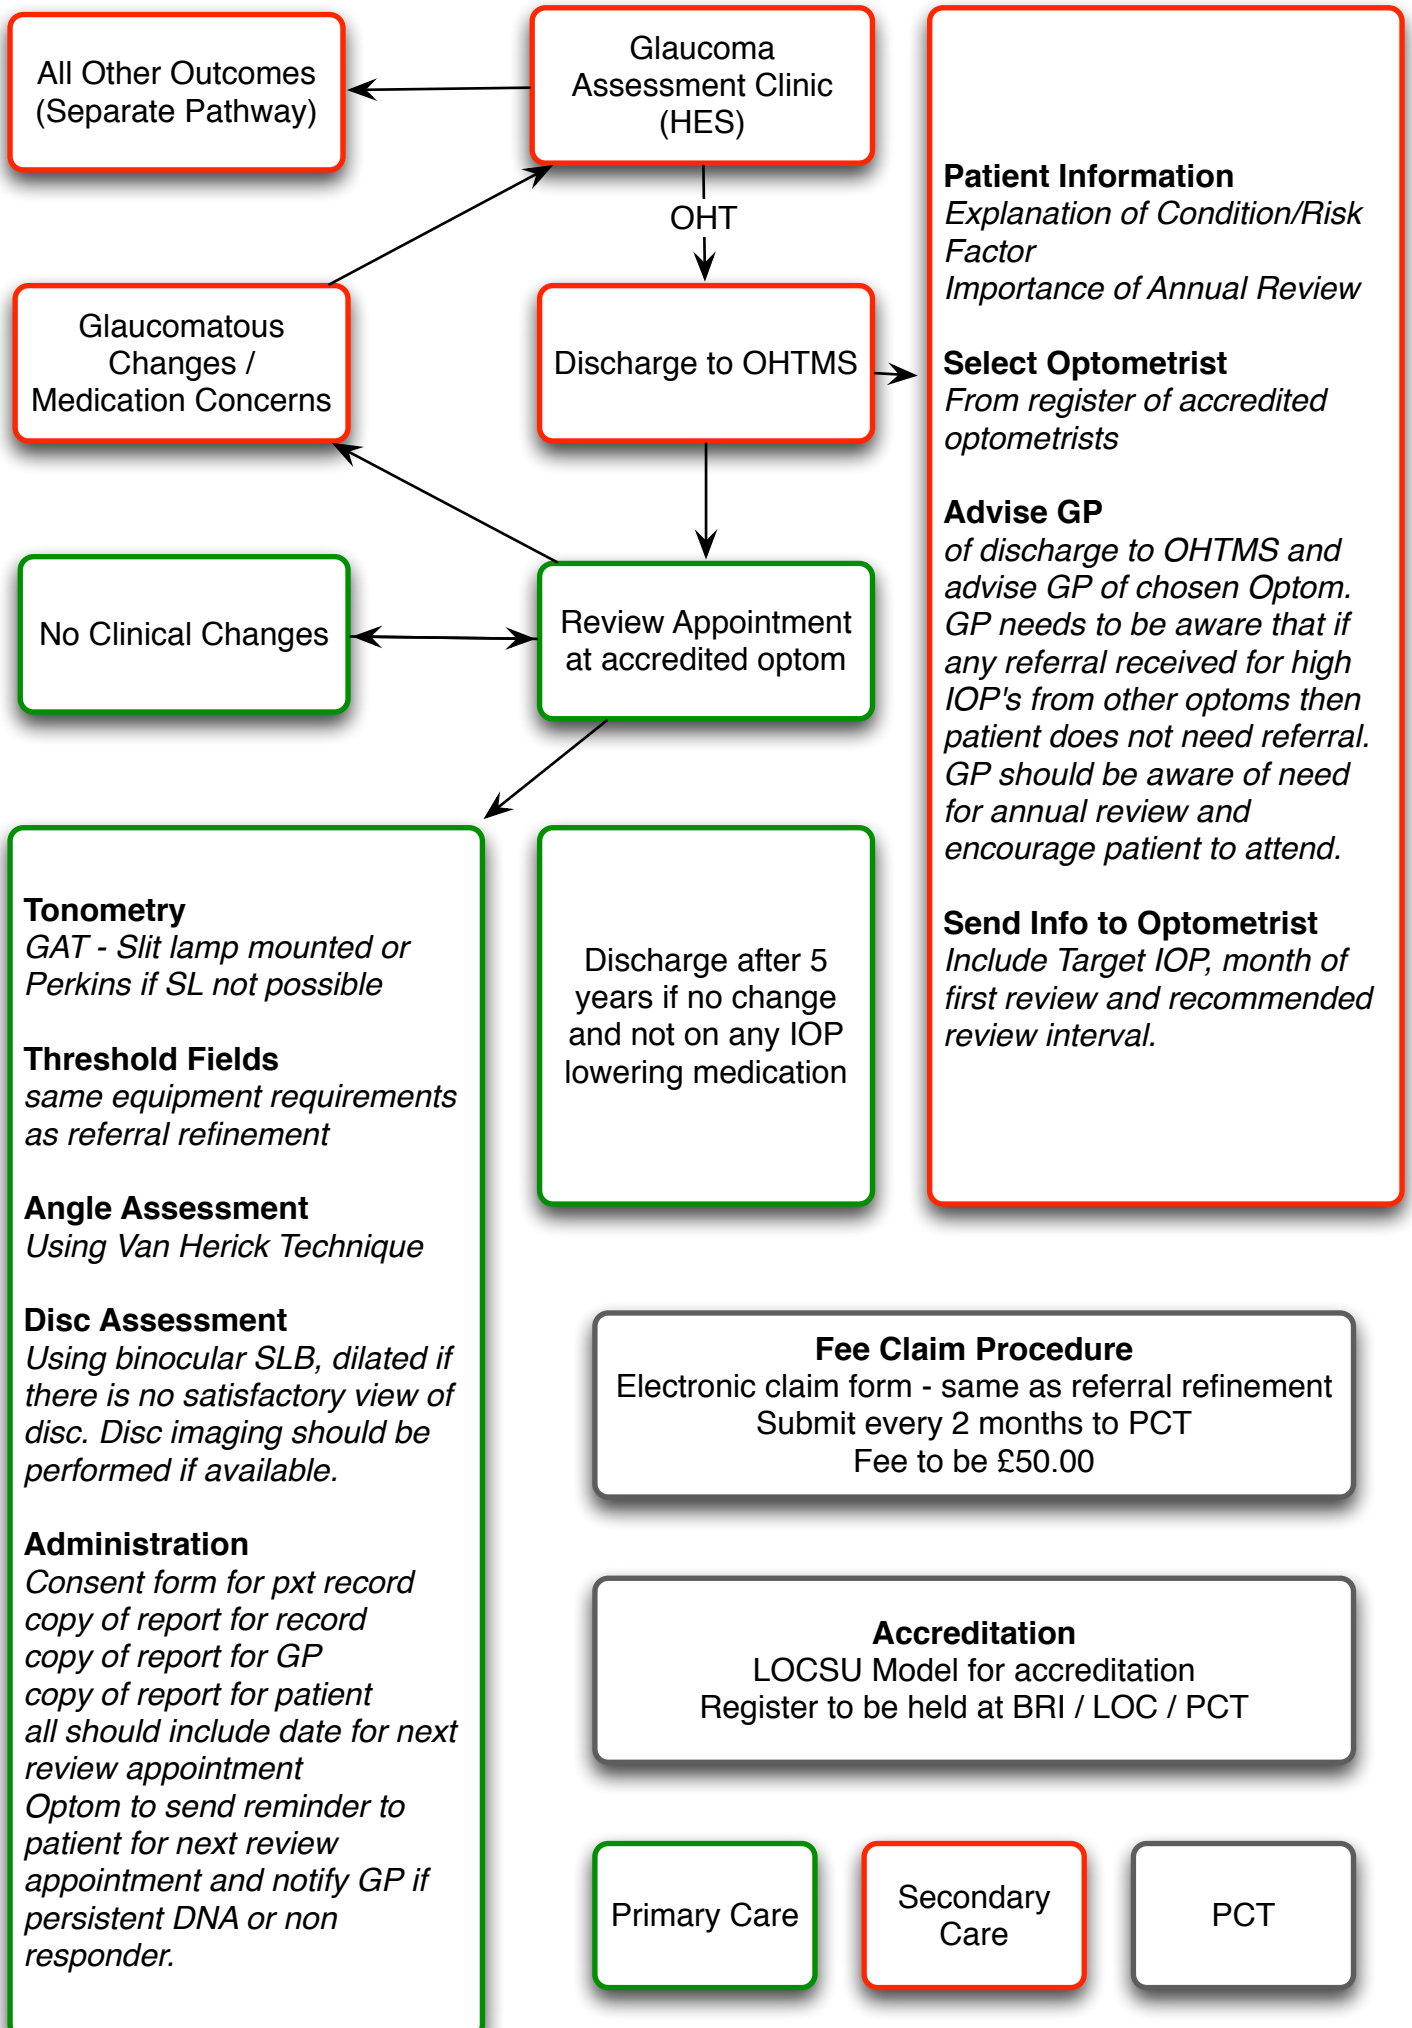 All Other Outcomes
(Separate Pathway)
Glaucoma
Assessment Clinic
(HES)
OHT
Glaucomatous
Changes /
Medication Concerns
Discharge to OHTMS
No Clinical Changes
Review Appointment
at accredited optom
Patient Information
Explanation of Condition/Risk
Factor
Importance of Annual Review
Select Optometrist
From register of accredited
optometrists
Advise GP
of discharge to OHTMS and
advise GP of chosen Optom.
GP needs to be aware that if
any referral received for high
IOP's from other optoms then
patient does not need referral.
GP should be aware of need
for annual review and
encourage patient to attend.
Send Info to Optometrist
Include Target IOP, month of
first review and recommended
review interval.
Tonometry
GAT - Slit lamp mounted or
Perkins if SL not possible
Threshold Fields
same equipment requirements
as referral refinement
Angle Assessment
Using Van Herick Technique
Disc Assessment
Using binocular SLB, dilated if
there is no satisfactory view of
disc. Disc imaging should be
performed if available.
Administration
Consent form for pxt record
copy of report for record
copy of report for GP
copy of report for patient
all should include date for next
review appointment
Optom to send reminder to
patient for next review
appointment and notify GP if
persistent DNA or non
responder.
Discharge after 5
years if no change
and not on any IOP
lowering medication
Fee Claim Procedure
Electronic claim form - same as referral refinement
Submit every 2 months to PCT
Fee to be £50.00
Accreditation
LOCSU Model for accreditation
Register to be held at BRI / LOC / PCT
Primary Care
Secondary
Care
PCT